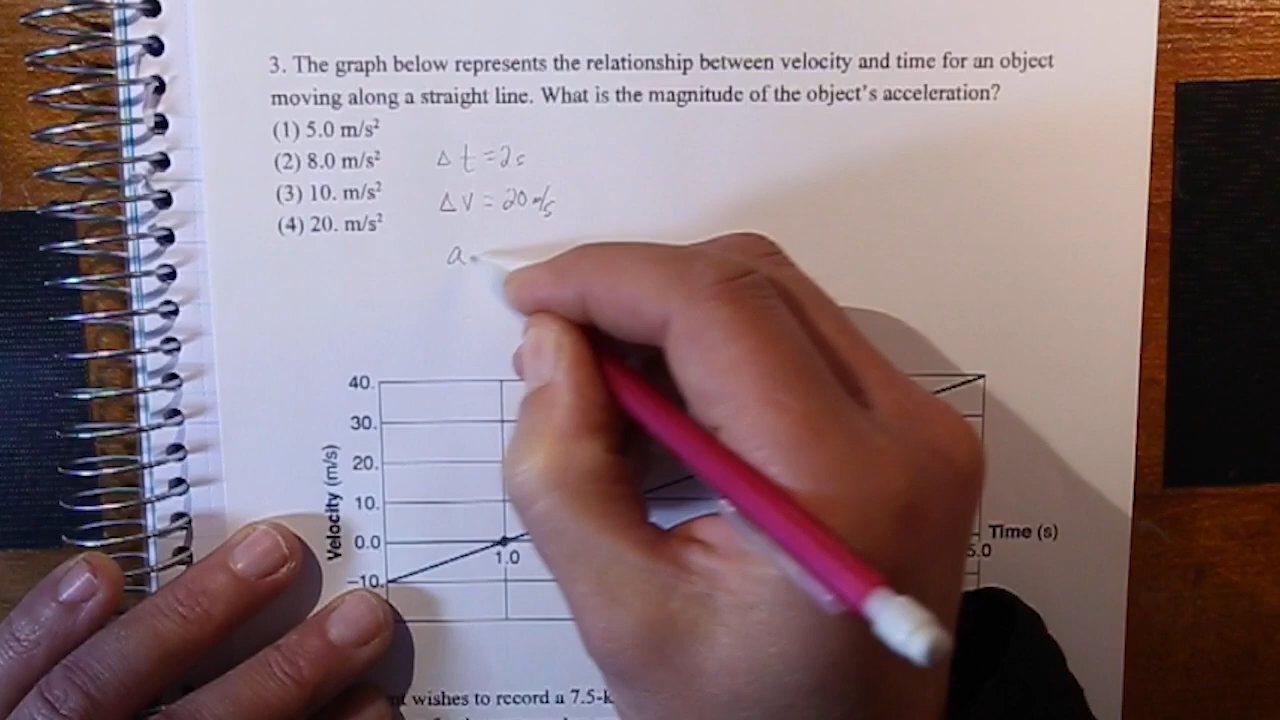 3. The graph below represents the relationship between velocity and time for an object
moving along a straight line. What is the magnitude of the object's acceleration?
(1) 5.0 m/s²
(2) 8.0 m/s²
(3) 10. m/s²
(4) 20. m/s²
Δt = 2s
ΔV = 20 m/s
a =
40.
30.
20.
10.
0.0
–10.
Velocity (m/s)
1.0
5.0
Time (s)
wishes to record a 7.5-k